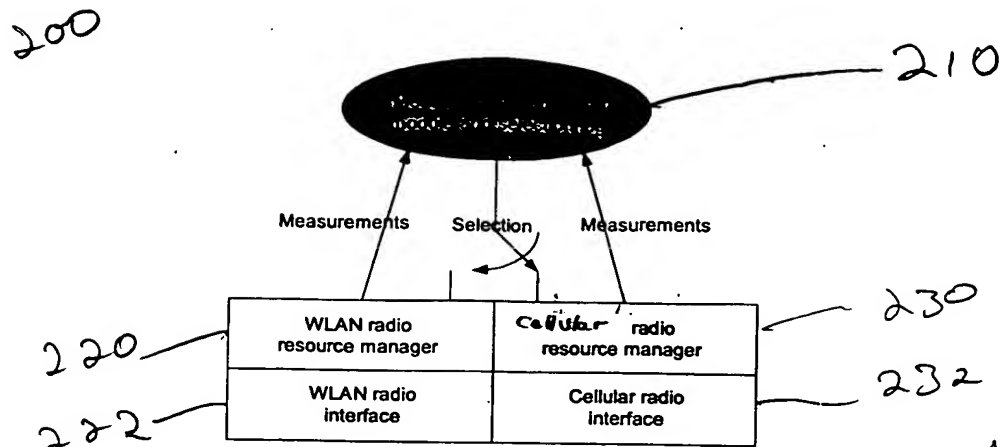 200
210
Measurements
Selection
Measurements
WLAN radio
resource manager
Cellular radio
resource manager
220
230
WLAN radio
interface
Cellular radio
interface
222
232